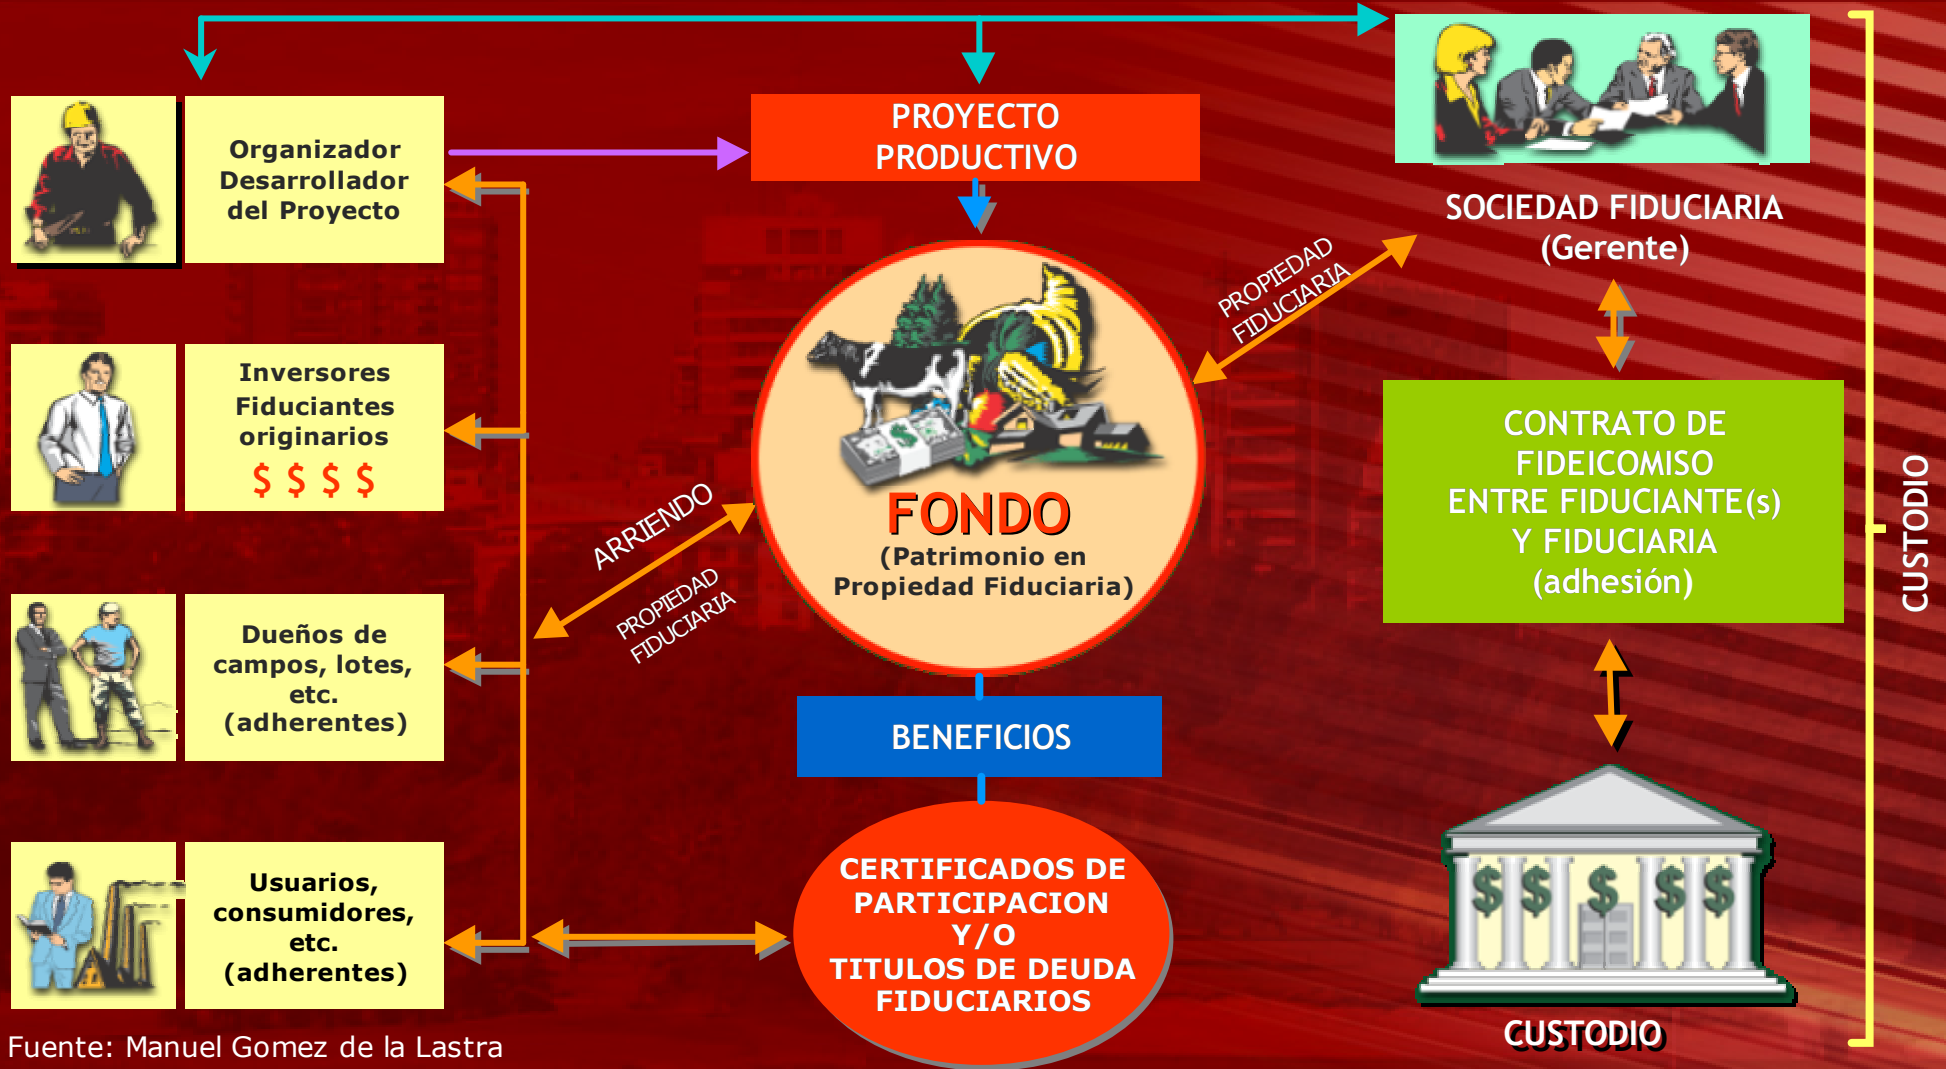 Organizador
Desarrollador
del Proyecto
Inversores
Fiduciantes
originarios
$ $ $ $
Dueños de
campos, lotes,
etc.
(adherentes)
Usuarios,
consumidores,
etc.
(adherentes)
ARRIENDO
PROPIEDAD
FIDUCIARIA
PROYECTO
PRODUCTIVO
$
FONDO
(Patrimonio en
Propiedad Fiduciaria)
BENEFICIOS
CERTIFICADOS DE
PARTICIPACION
Y/O
TITULOS DE DEUDA
FIDUCIARIOS
PROPIEDAD
FIDUCIARIA
SOCIEDAD FIDUCIARIA
(Gerente)
CONTRATO DE
FIDEICOMISO
ENTRE FIDUCIANTE(s)
Y FIDUCIARIA
(adhesión)
$ $ $ $ $
CUSTODIO
CUSTODIO
Fuente: Manuel Gomez de la Lastra